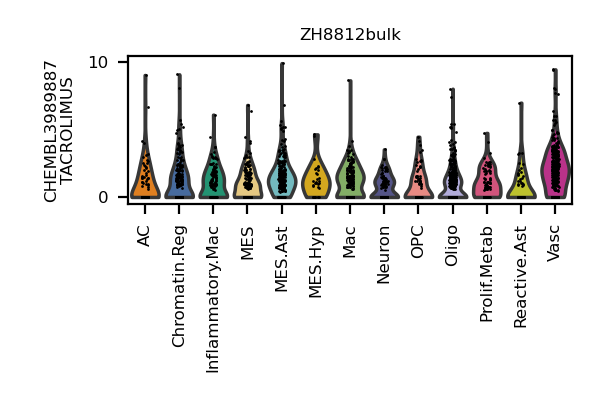 ZH8812bulk
CHEMBL3989887
TACROLIMUS
10
0
AC
Chromatin.Reg
Inflammatory.Mac
MES
MES.Ast
MES.Hyp
Mac
Neuron
OPC
Oligo
Prolif.Metab
Reactive.Ast
Vasc